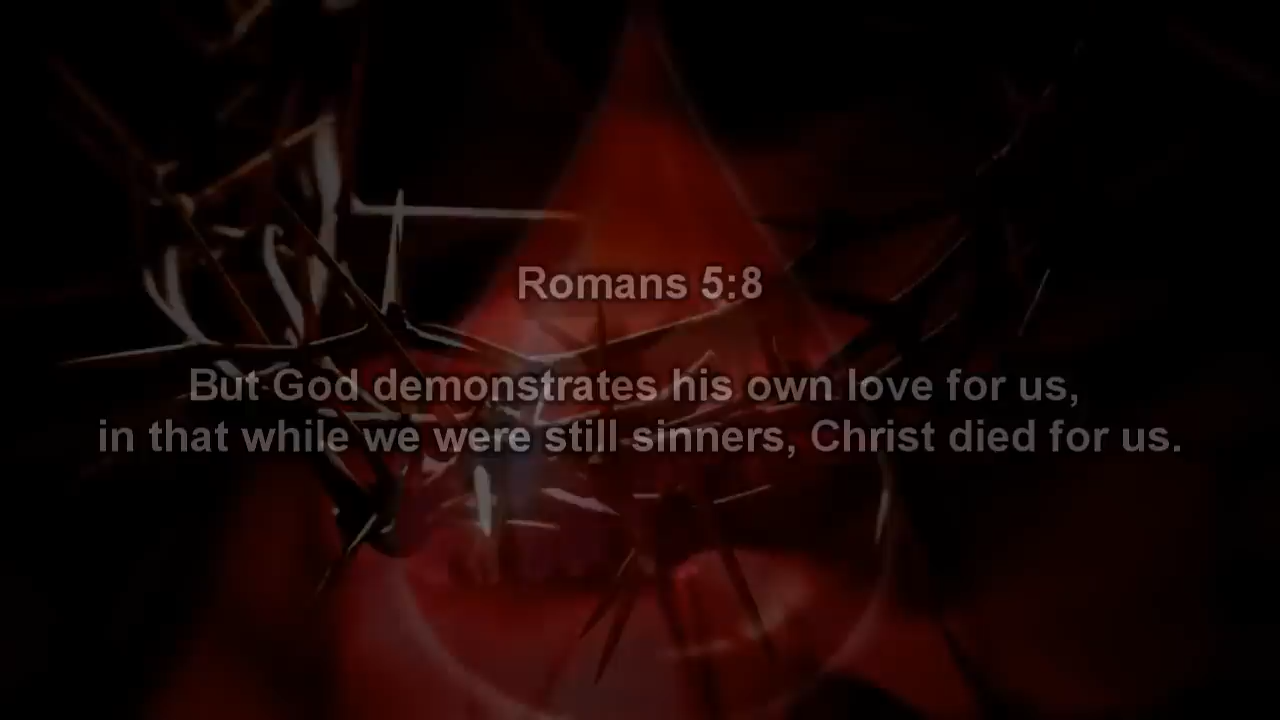 Romans 5:8
But God demonstrates his own love for us,
in that while we were still sinners, Christ died for us.